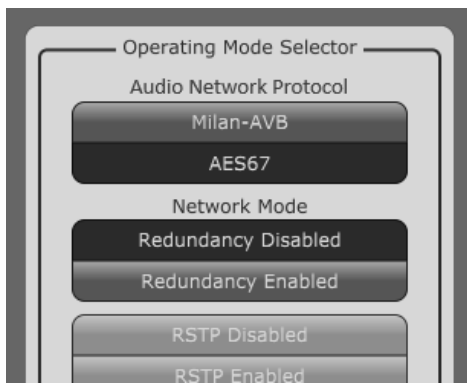 Operating Mode Selector
Audio Network Protocol
Milan-AVB
AES67
Network Mode
Redundancy Disabled
Redundancy Enabled
RSTP Disabled
RSTP Enabled